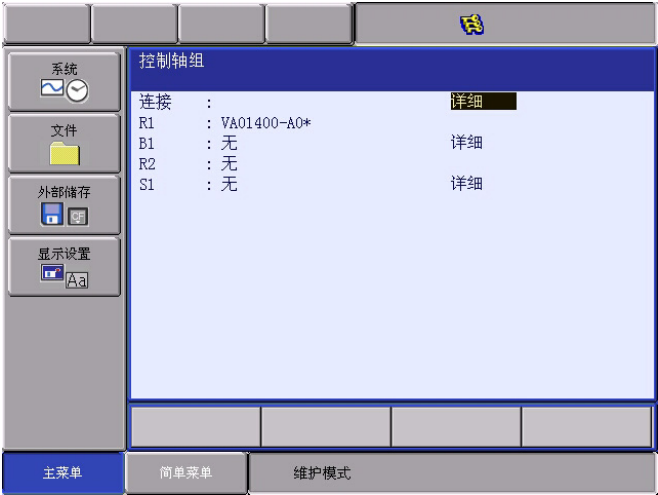 系统
文件
外部储存
CF
显示设置
Aa
控制轴组
连接 : 详细
R1 : VA01400-A0*
B1 : 无 详细
R2 : 无
S1 : 无 详细
主菜单 简单菜单 维护模式